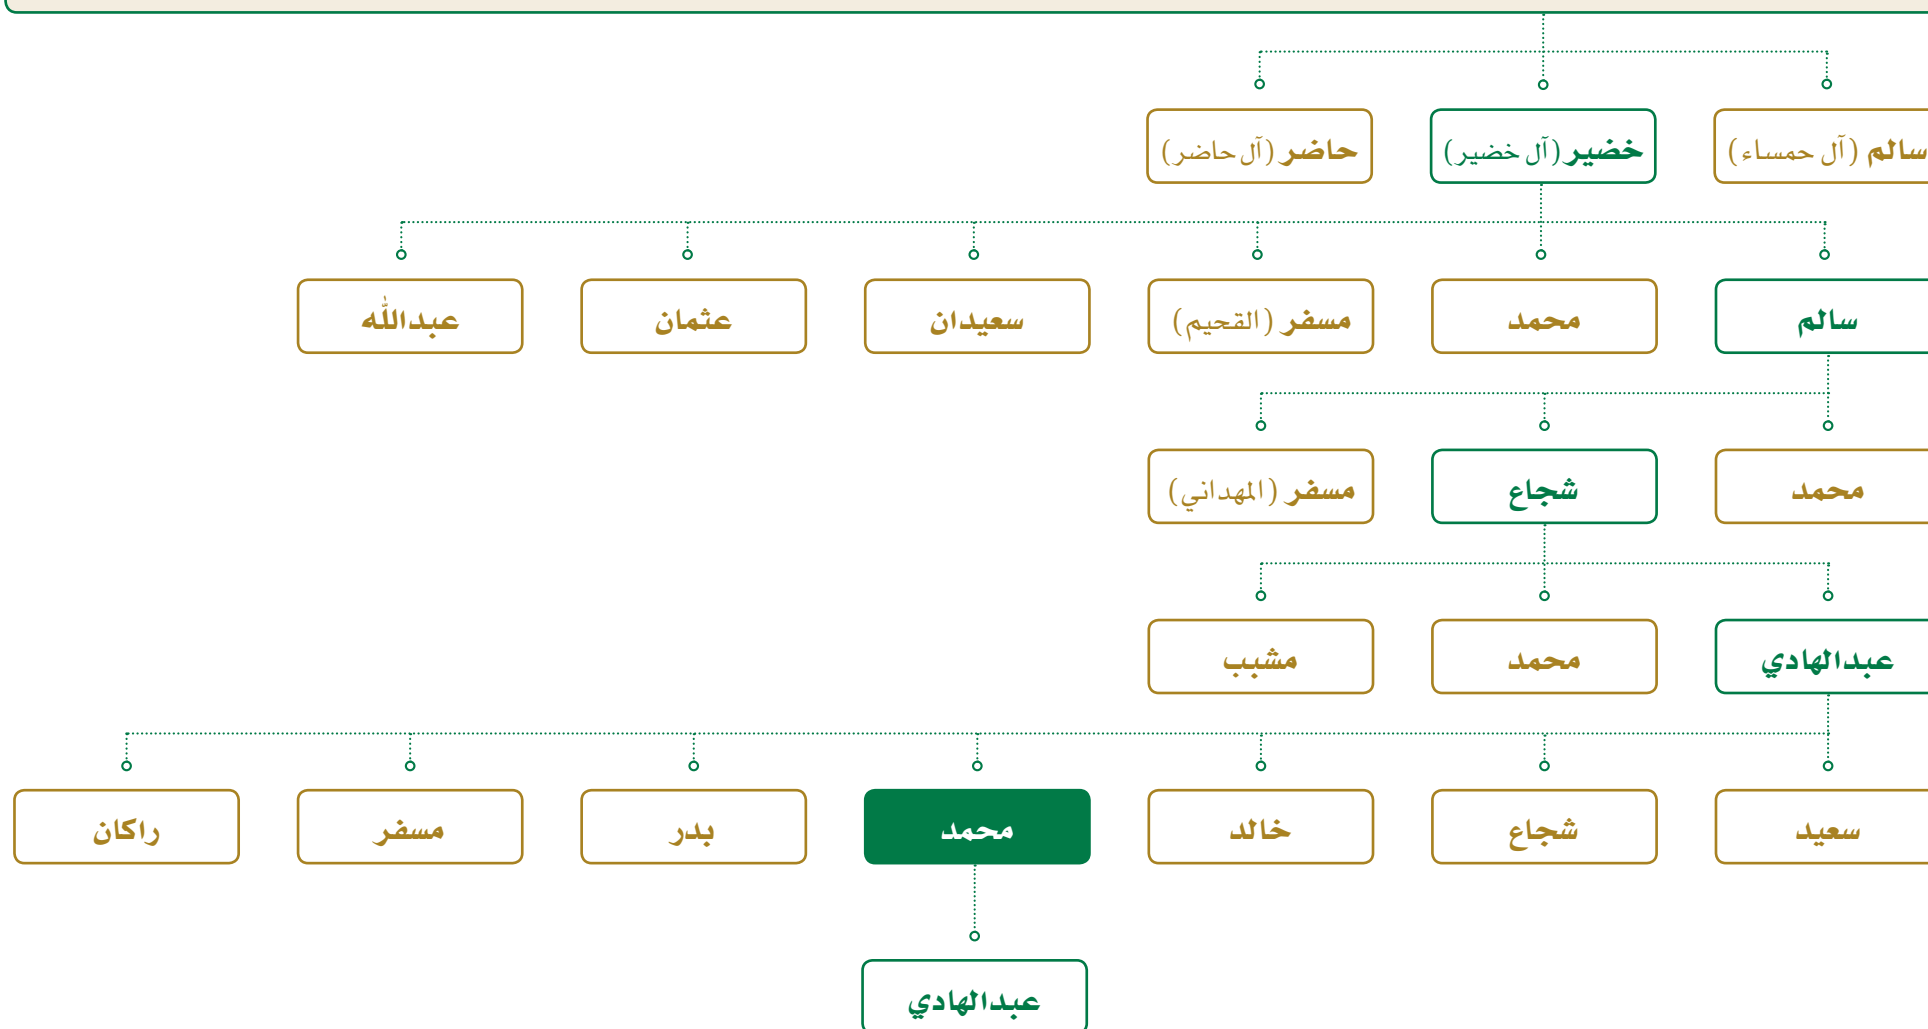 سالم (آل حمساء)
خضير (آل خضير)
حاضر (آل حاضر)
سالم
محمد
مسفر (القحيم)
سعيدان
عثمان
عبدالله
محمد
شجاع
مسفر (المهداني)
عبدالهادي
محمد
مشبب
سعيد
شجاع
خالد
محمد
بدر
مسفر
راكان
عبدالهادي